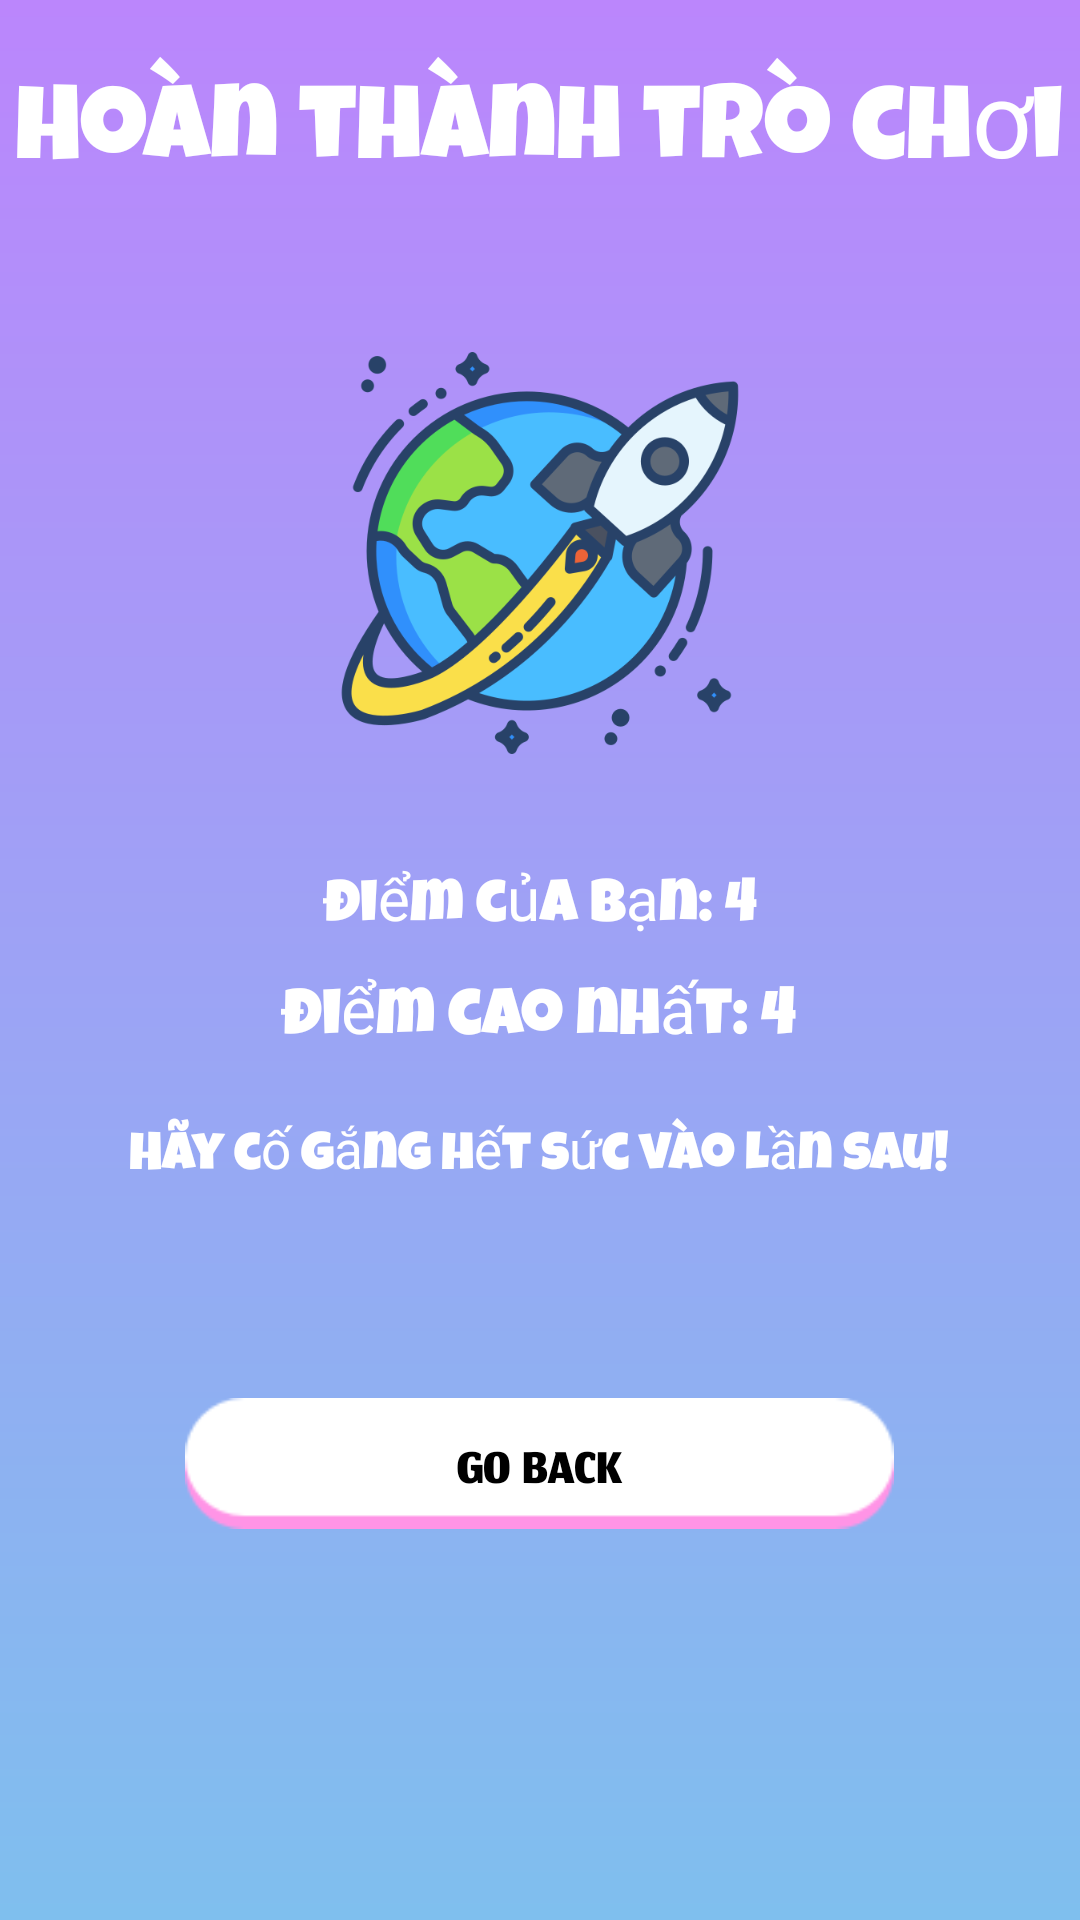 HOÀN THÀNH TRÒ CHƠI
Điểm của bạn: 4
Điểm cao nhất: 4
Hãy cố gắng hết sức vào lần sau!
GO BACK